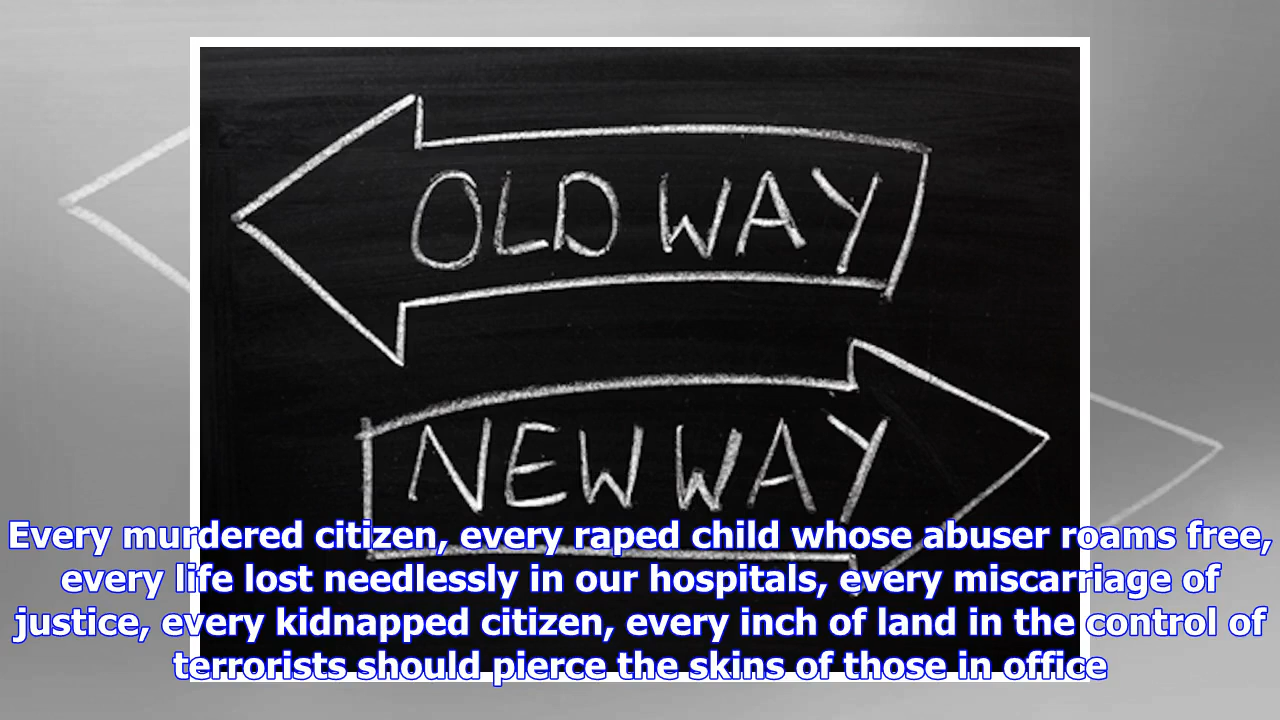 OLD WAY
NEW WAY
Every murdered citizen, every raped child whose abuser roams free,
every life lost needlessly in our hospitals, every miscarriage of
justice, every kidnapped citizen, every inch of land in the control of
terrorists should pierce the skins of those in office